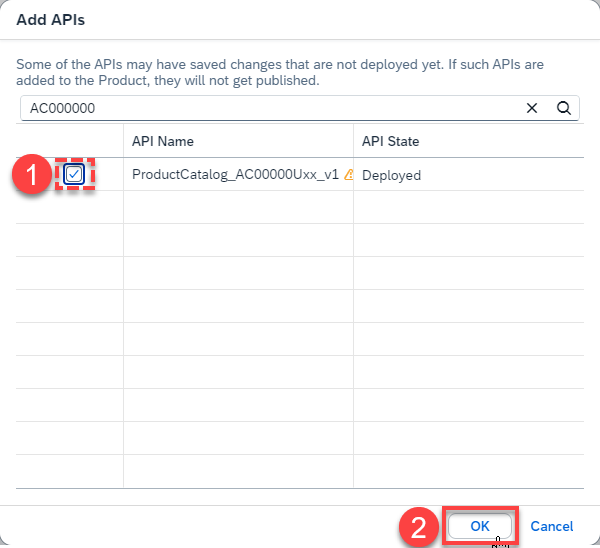 Add APIs
Some of the APIs may have saved changes that are not deployed yet. If such APIs are
added to the Product, they will not get published.
AC000000
API Name API State
1 ProductCatalog_AC00000Uxx_v1 Deployed
2 OK Cancel